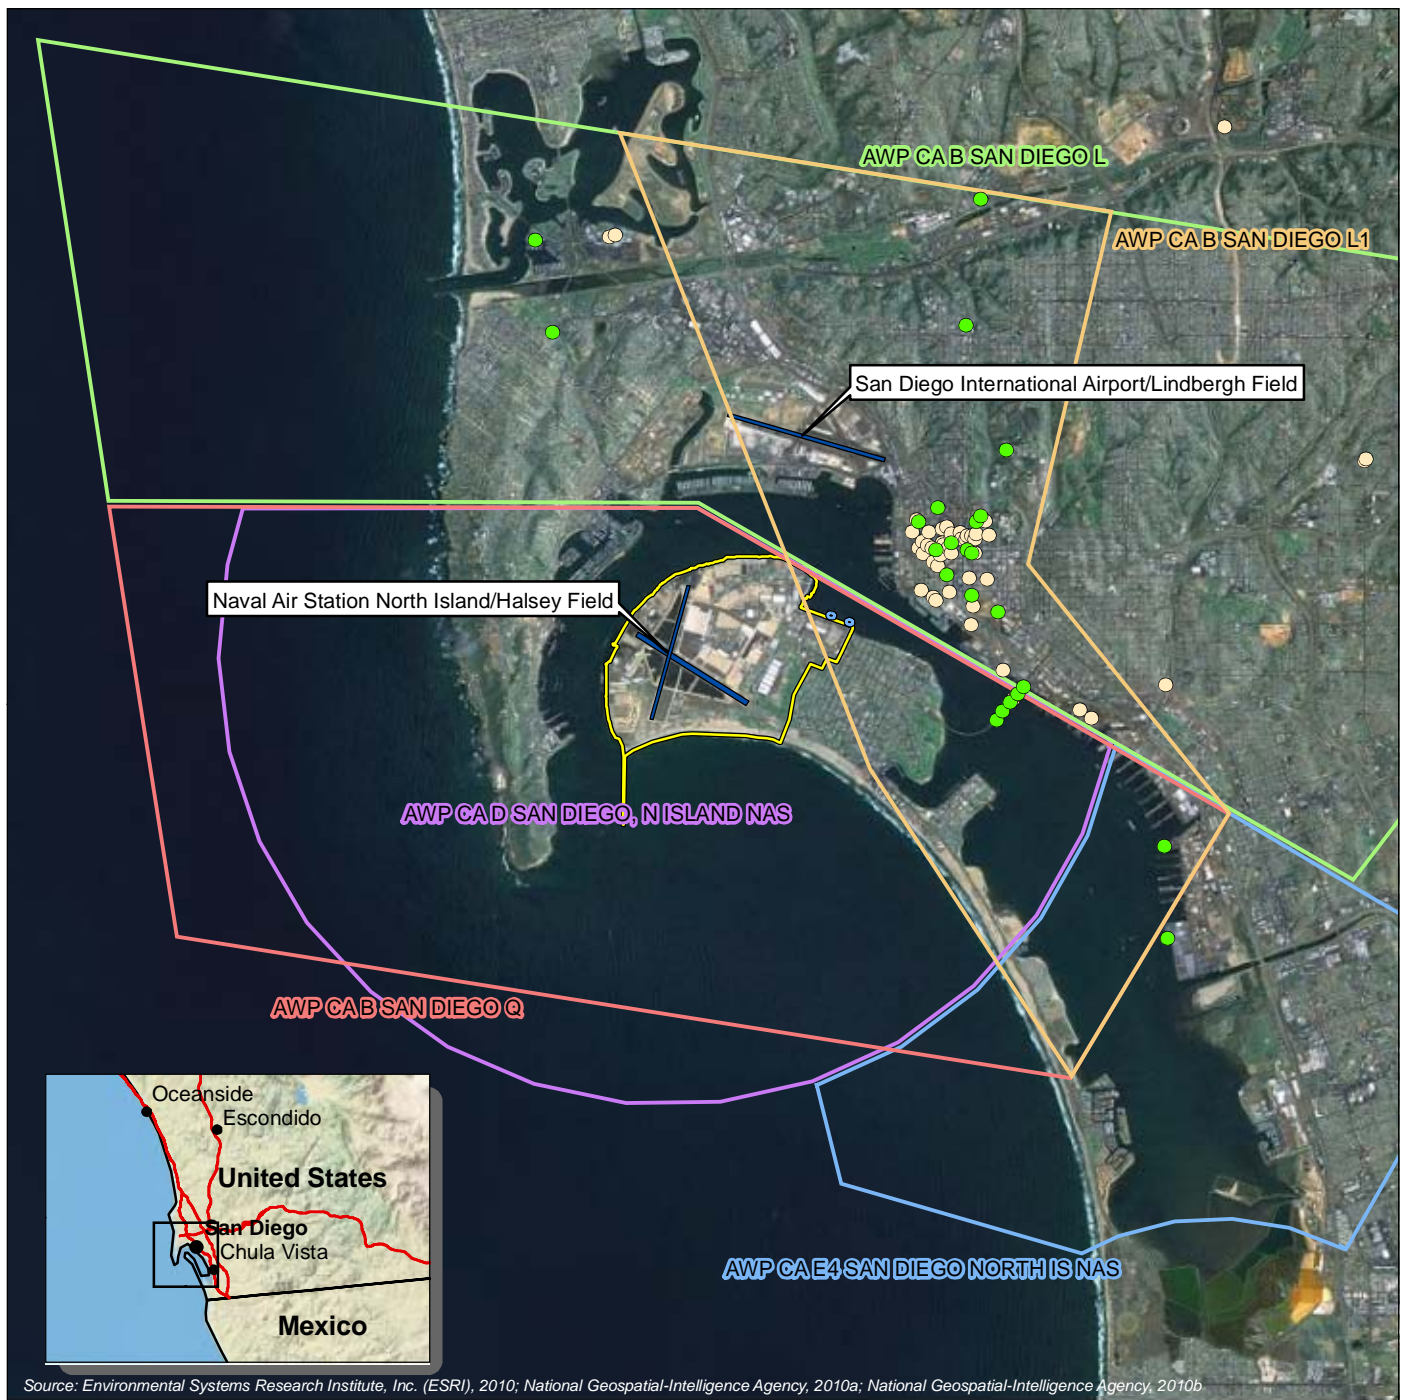 AWP CA B SAN DIEGO L
AWP CA B SAN DIEGO L1
San Diego International Airport/Lindbergh Field
Naval Air Station North Island/Halsey Field
AWP CA D SAN DIEGO, N ISLAND NAS
AWP CA B SAN DIEGO Q
Oceanside
Escondido
United States
San Diego
Chula Vista
AWP CA E4 SAN DIEGO NORTH IS NAS
Mexico
Source: Environmental Systems Research Institute, Inc. (ESRI), 2010; National Geospatial-Intelligence Agency, 2010a; National Geospatial-Intelligence Agency, 2010b